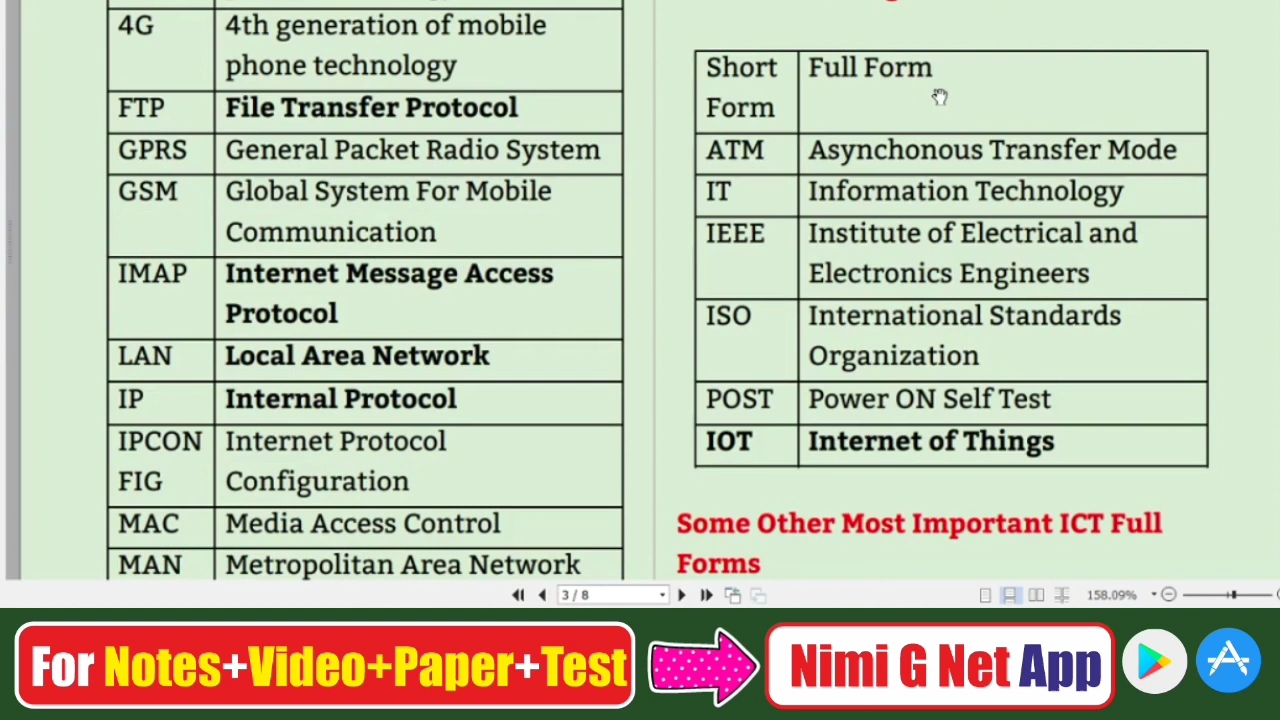 4G 4th generation of mobile
phone technology
FTP File Transfer Protocol
GPRS General Packet Radio System
GSM Global System For Mobile
Communication
IMAP Internet Message Access
Protocol
LAN Local Area Network
IP Internal Protocol
IPCON Internet Protocol
FIG Configuration
MAC Media Access Control
MAN Metropolitan Area Network
Short Full Form
Form
ATM Asynchonous Transfer Mode
IT Information Technology
IEEE Institute of Electrical and
Electronics Engineers
ISO International Standards
Organization
POST Power ON Self Test
IOT Internet of Things
Some Other Most Important ICT Full
Forms
3 / 8
158.09%
For Notes+Video+Paper+Test
Nimi G Net App